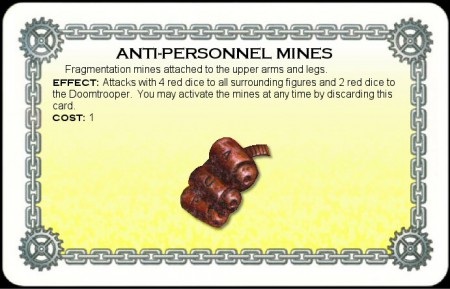 ANTI-PERSONNEL MINES
Fragmentation mines attached to the upper arms and legs.
EFFECT: Attacks with 4 red dice to all surrounding figures and 2 red dice to
the Doomtrooper. You may activate the mines at any time by discarding this
card.
COST: 1